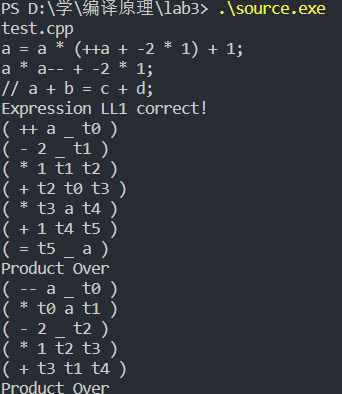 PS D:\学\编译原理\lab3> .\source.exe
test.cpp
a = a * (++a + -2 * 1) + 1;
a * a-- + -2 * 1;
// a + b = c + d;
Expression LL1 correct!
( ++ a _ t0 )
( - 2 _ t1 )
( * 1 t1 t2 )
( + t2 t0 t3 )
( * t3 a t4 )
( + 1 t4 t5 )
( = t5 _ a )
Product Over
( -- a _ t0 )
( * t0 a t1 )
( - 2 _ t2 )
( * 1 t2 t3 )
( + t3 t1 t4 )
Product Over